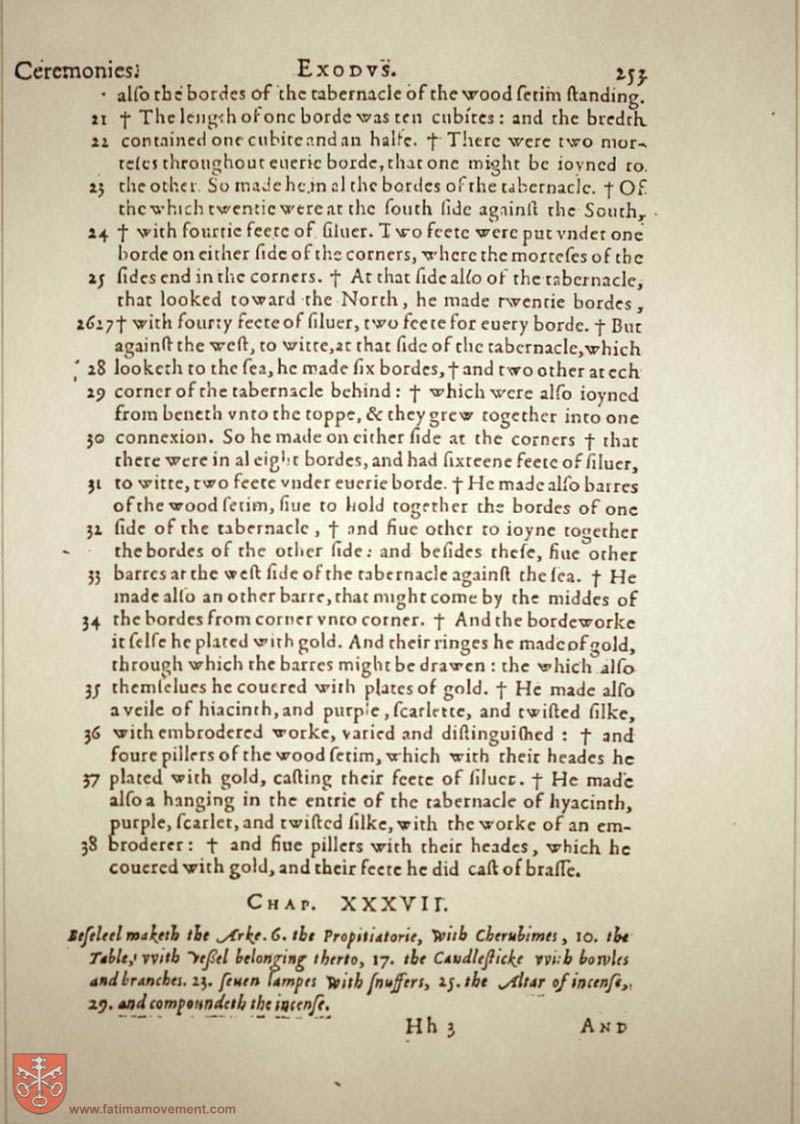 Ceremonies. EXODVS. 253
alſo the bordes of the tabernacle of the wood ſetim ſtanding.
21 † The length of one borde was ten cubites: and the bredth
22 contained one cubite and an halfe. † There were two mor-
teſes throughout euerie borde, that one might be ioyned to
23 the other. So made he in al the bordes of the tabernacle. † Of
the which twentie were at the ſouth ſide againſt the South,
24 † with fourtie feete of ſiluer. Two feete were put vnder one
borde on either ſide of the corners, where the morteſes of the
25 ſides end in the corners. † At that ſide alſo of the tabernacle,
that looked toward the North, he made twentie bordes,
26 27 † with fourty feete of ſiluer, two feete for euery borde. † But
againſt the weſt, to witte, at that ſide of the tabernacle, which
28 looketh to the ſea, he made ſix bordes, † and two other at ech
29 corner of the tabernacle behind: † which were alſo ioyned
from beneth vnto the toppe, & they grew together into one
30 connexion. So he made on either ſide at the corners † that
there were in al eight bordes, and had ſixteene feete of ſiluer,
31 to witte, two feete vnder euerie borde. † He made alſo barres
of the wood ſetim, fiue to hold together the bordes of one
32 ſide of the tabernacle, † and fiue other to ioyne together
the bordes of the other ſide: and beſides theſe, fiue other
33 barres at the weſt ſide of the tabernacle againſt the ſea. † He
made alſo an other barre, that might come by the middes of
34 the bordes from corner vnto corner. † And the bordeworke
it ſelfe he plated with gold. And their ringes he made of gold,
through which the barres might be drawen: the which alſo
35 themſelues he couered with plates of gold. † He made alſo
a veile of hiacinth, and purple, ſcarlette, and twiſted ſilke,
36 with embrodered worke, varied and diſtinguiſhed: † and
foure pillers of the wood ſetim, which with their heades he
37 plated with gold, caſting their feete of ſiluer. † He made
alſo a hanging in the entrie of the tabernacle of hyacinth,
purple, ſcarlet, and twiſted ſilke, with the worke of an em-
38 broderer: † and fiue pillers with their heades, which he
couered with gold, and their feete he did caſt of braſſe.
CHAP. XXXVII.
Beſeleel maketh the Arke. 6. the Propitiatorie, with Cherubimes, 10. the
Table, with veſſel belonging therto, 17. the Candleſticke with bowles
and branches. 23. ſeuen lampes with ſnuffers, 25. the Altar of incenſe,
29. and compoundeth the incenſe.
Hh 3 AND
www.fatimamovement.com